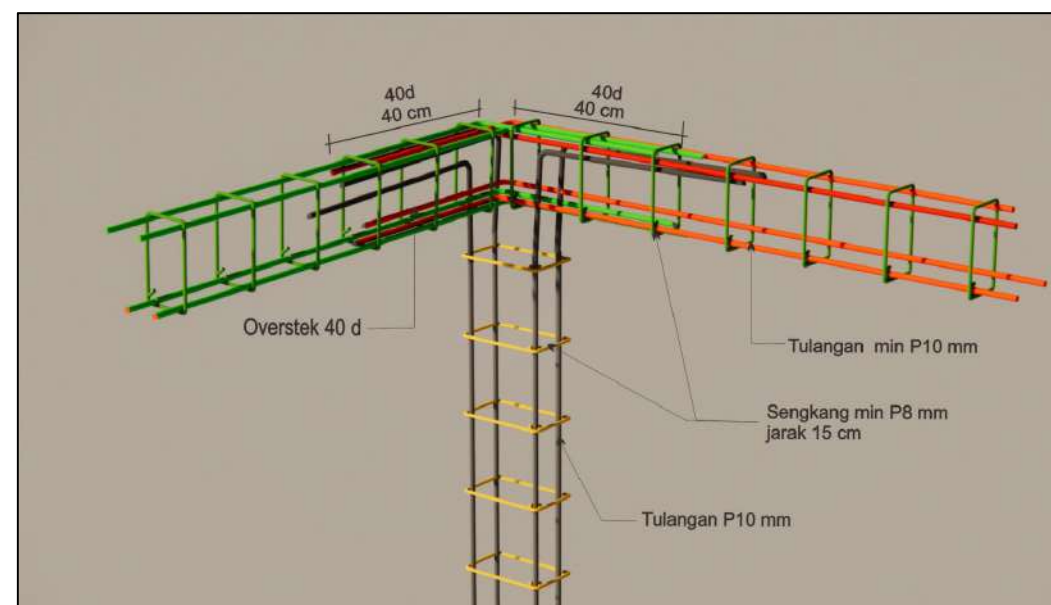 40d
40 cm
40d
40 cm
Overstek 40 d
Tulangan min P10 mm
Sengkang min P8 mm
jarak 15 cm
Tulangan P10 mm